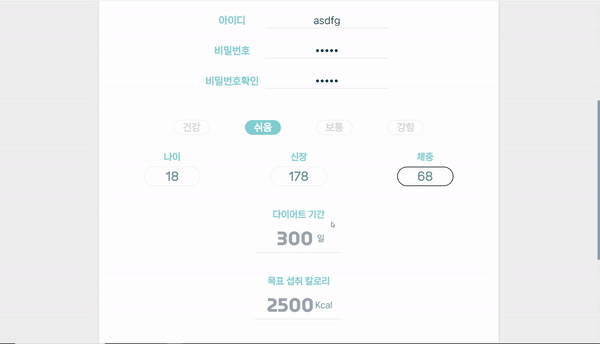 아이디 asdfg
비밀번호 •••••
비밀번호확인 •••••
건강 쉬움 보통 강함
나이 신장 체중
18 178 68
다이어트 기간
300 일
목표 섭취 칼로리
2500 Kcal